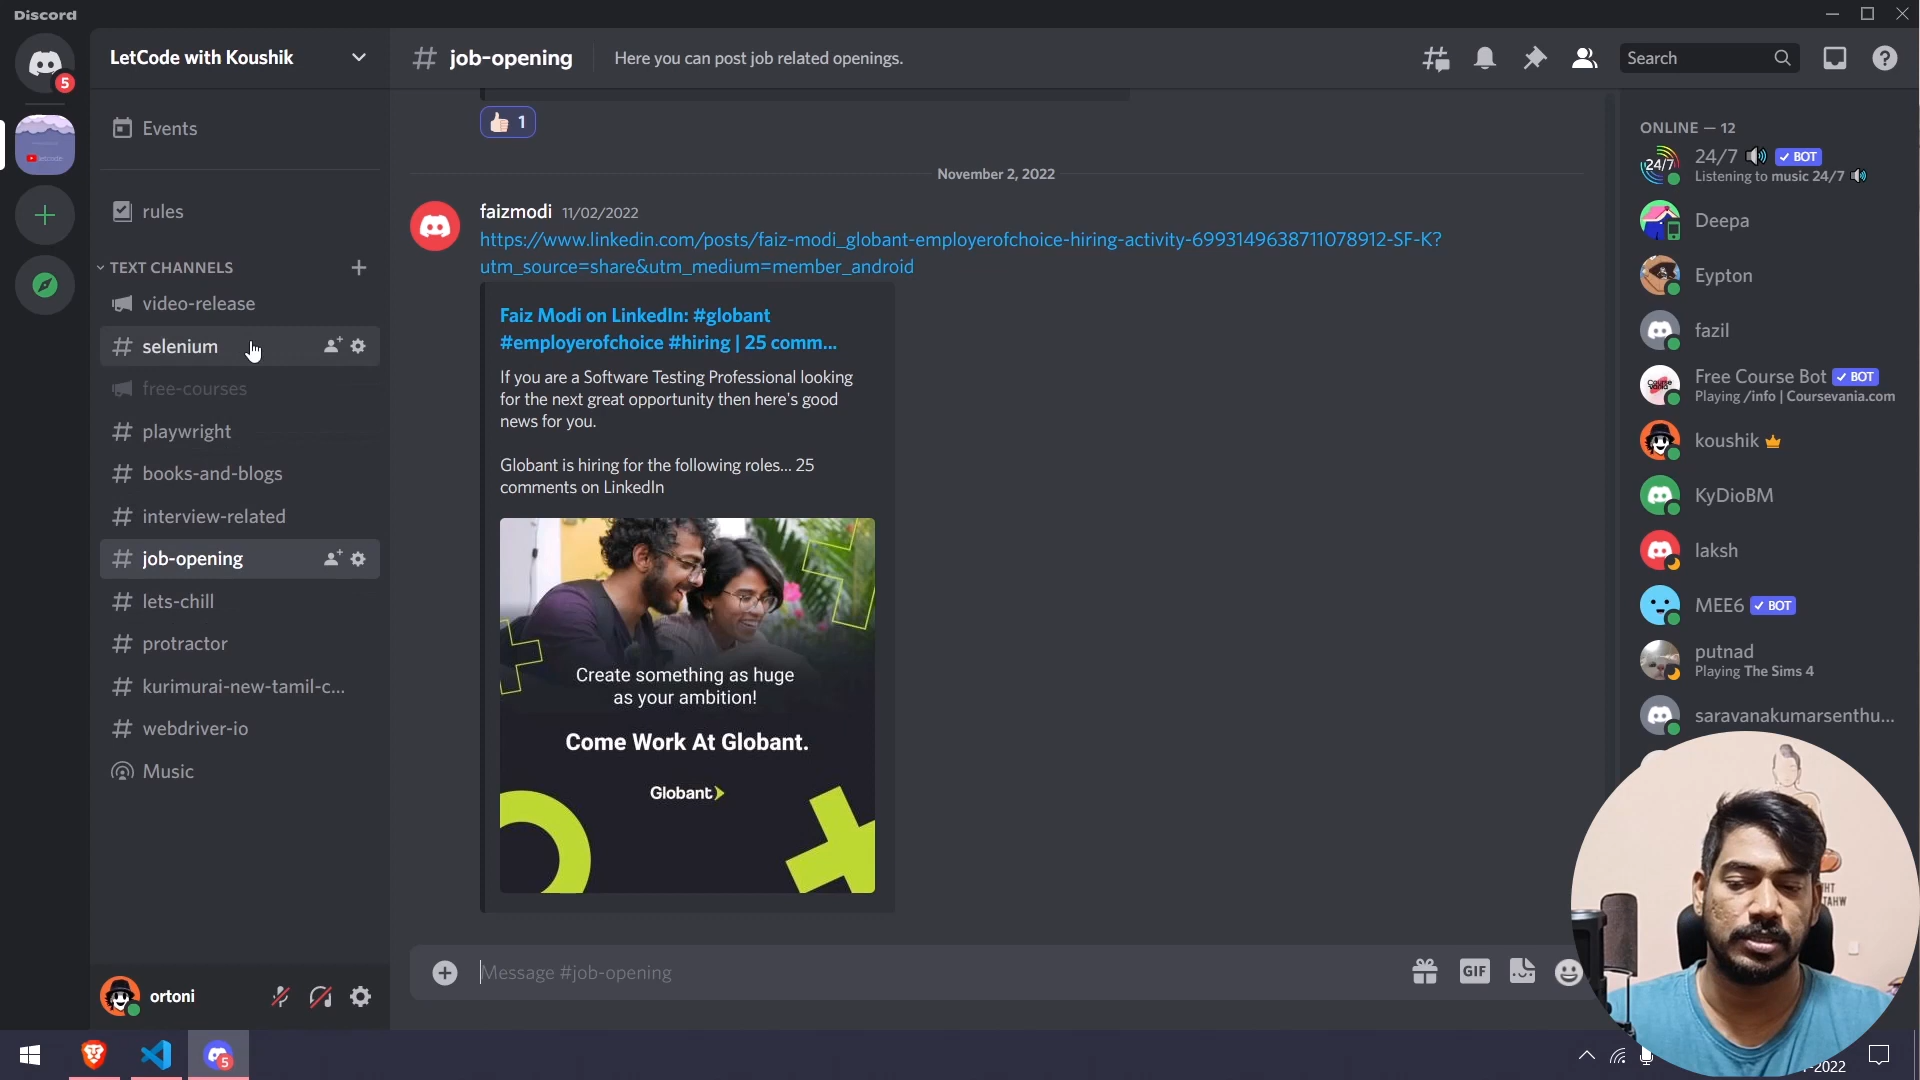 Discord
LetCode with Koushik
job-opening
Here you can post job related openings.
Search
5
Events
rules
TEXT CHANNELS
video-release
selenium
free-courses
playwright
books-and-blogs
interview-related
job-opening
lets-chill
protractor
kurimurai-new-tamil-c...
webdriver-io
Music
ortoni
1
November 2, 2022
faizmodi 11/02/2022
https://www.linkedin.com/posts/faiz-modi_globant-employerofchoice-hiring-activity-6993149638711078912-SF-K?
utm_source=share&utm_medium=member_android
Faiz Modi on LinkedIn: #globant
#employerofchoice #hiring | 25 comm...
If you are a Software Testing Professional looking
for the next great opportunity then here's good
news for you.
Globant is hiring for the following roles... 25
comments on LinkedIn
Create something as huge
as your ambition!
Come Work At Globant.
Globant
Message #job-opening
GIF
ONLINE — 12
24/7
24/7 BOT
Listening to music 24/7
Deepa
Eypton
fazil
Free Course Bot BOT
Playing /info | Coursevania.com
koushik
KyDioBM
laksh
MEE6 BOT
putnad
Playing The Sims 4
saravanakumarsenthu...
5
-2022